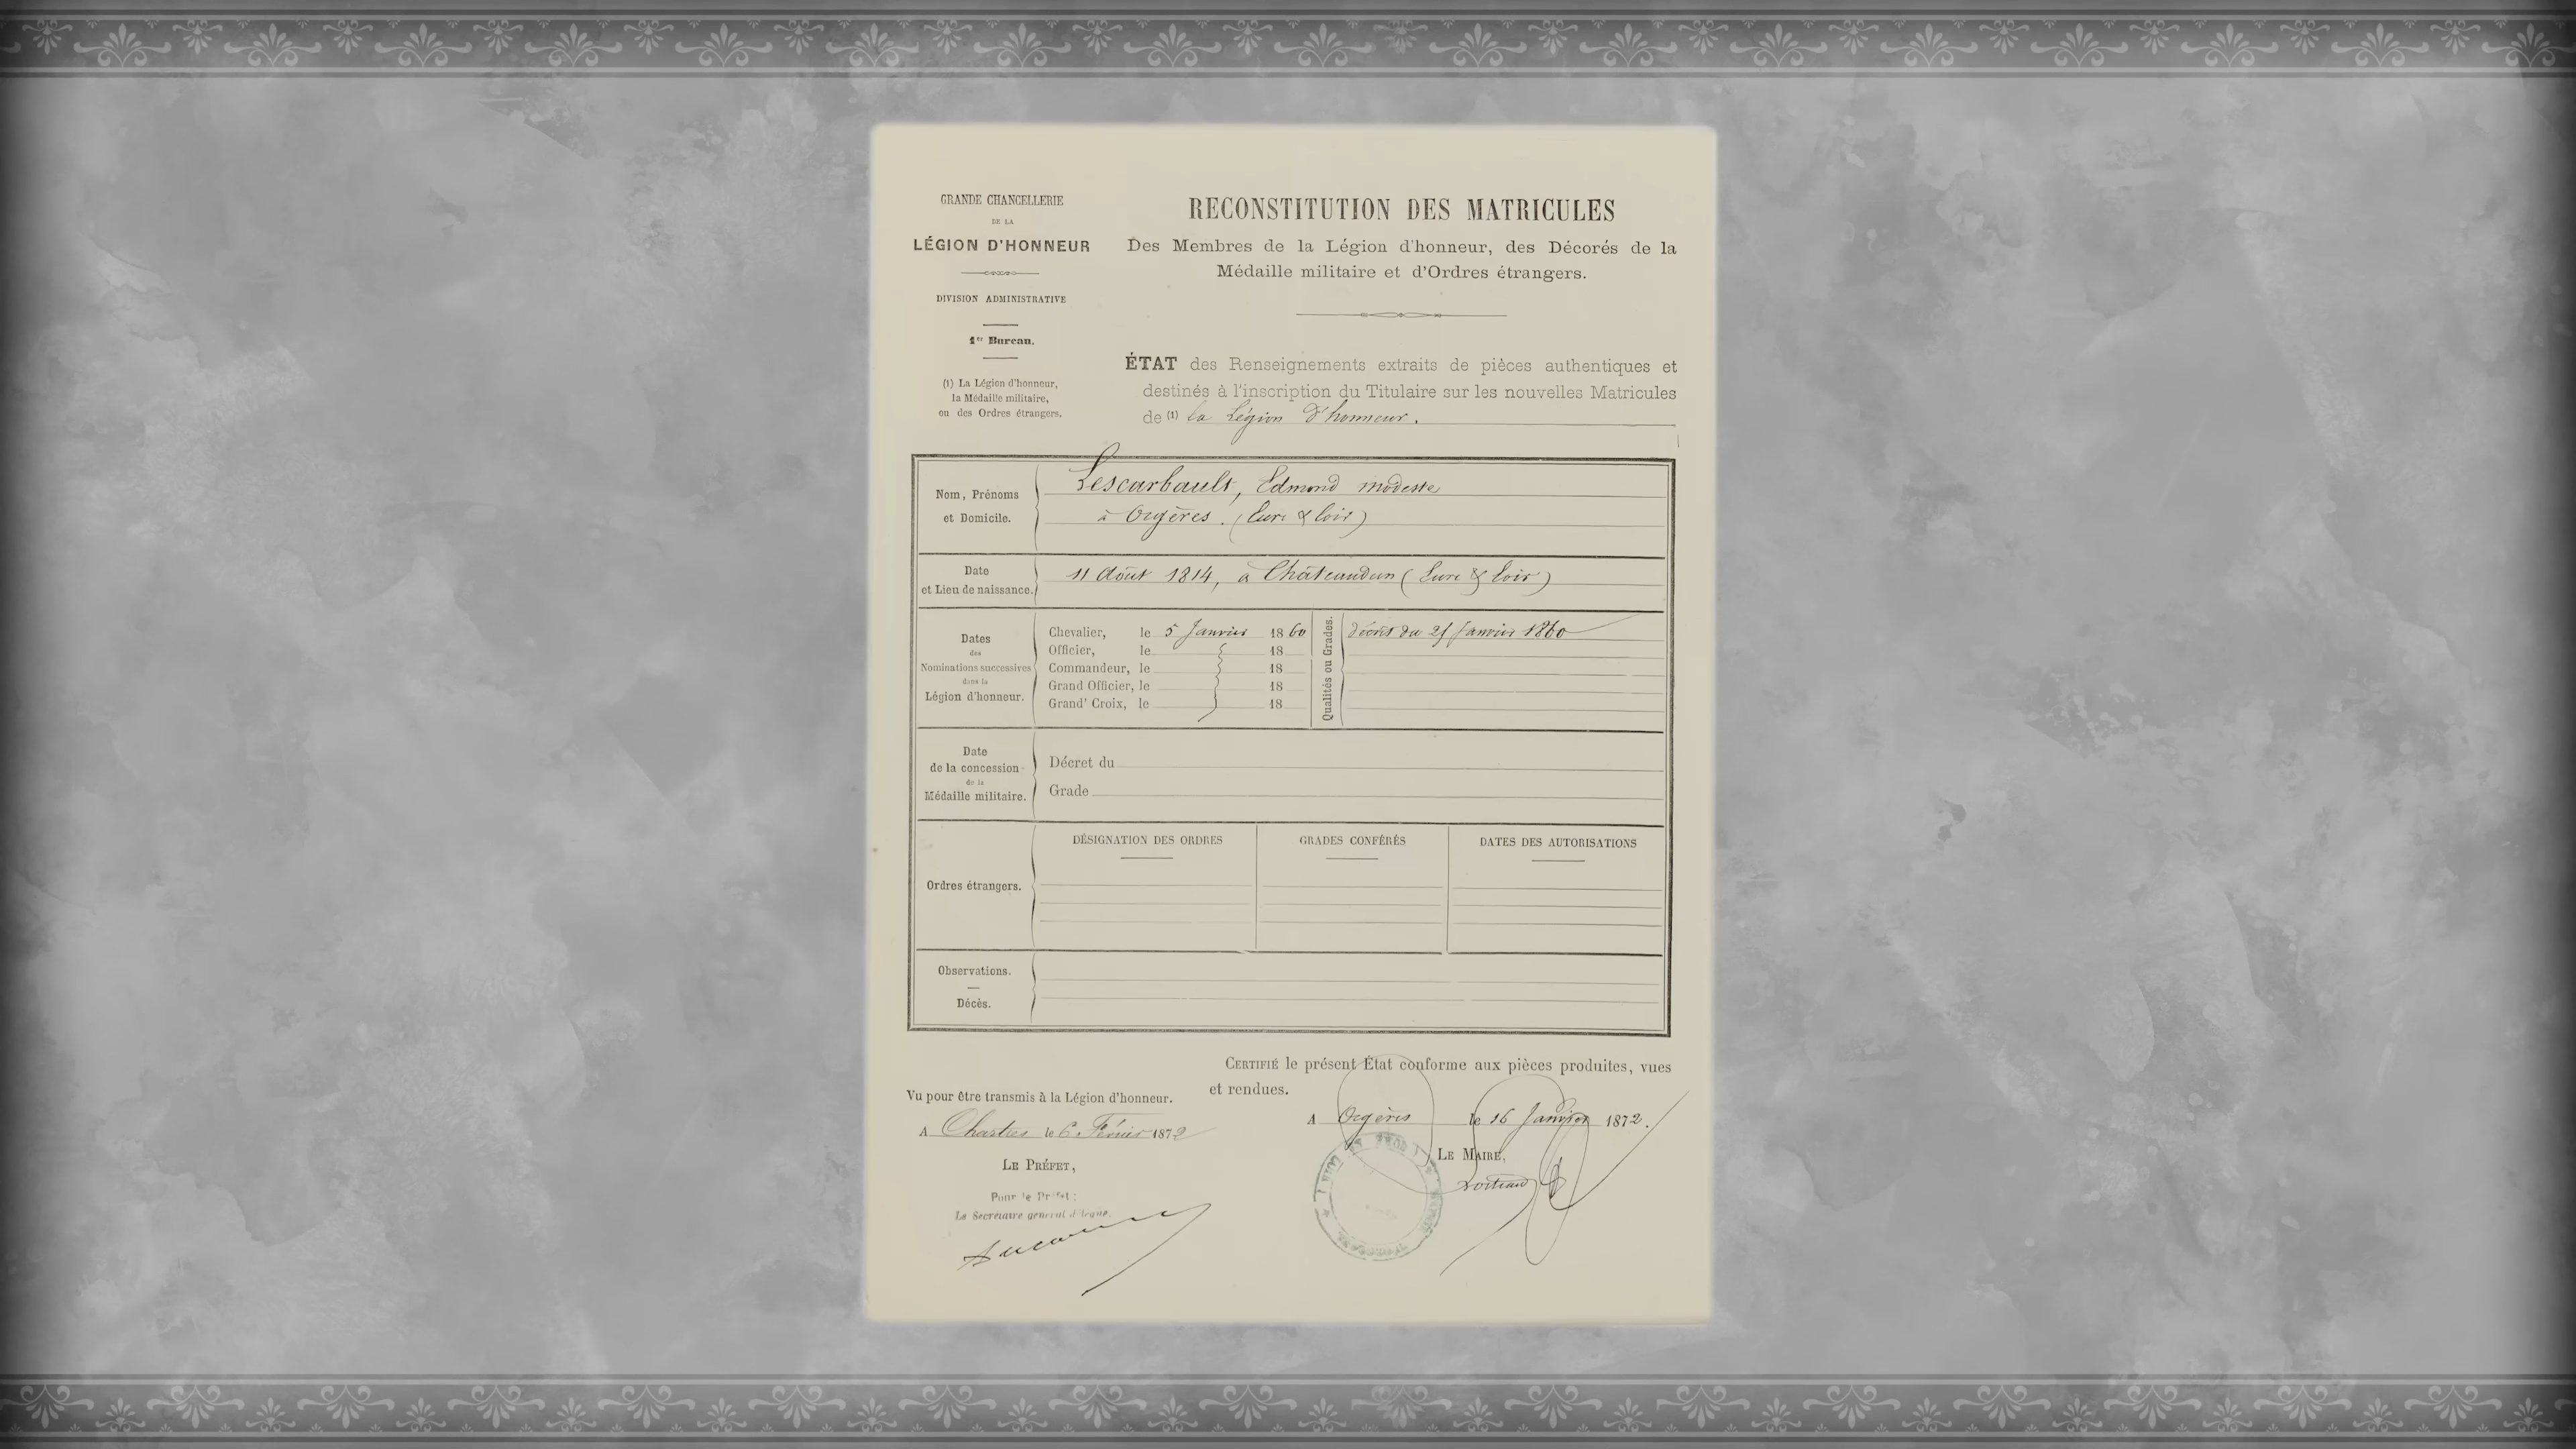 GRANDE CHANCELLERIE
DE LA
LÉGION D'HONNEUR
DIVISION ADMINISTRATIVE
1er Bureau.
(1) La Légion d'honneur,
la Médaille militaire,
ou des Ordres étrangers.
RECONSTITUTION DES MATRICULES
Des Membres de la Légion d'honneur, des Décorés de la
Médaille militaire et d'Ordres étrangers.
ÉTAT des Renseignements extraits de pièces authentiques et
destinés à l'inscription du Titulaire sur les nouvelles Matricules
de (1) la Légion d'honneur.
Nom, Prénoms
et Domicile.
Lescarbault, Edmond modeste
à Orgères. (Eure & Loir)
Date
et Lieu de naissance.
11 Août 1814, à Châteaudun (Eure & Loir)
Dates
des
Nominations successives
dans la
Légion d'honneur.
Chevalier, le 5 Janvier 1860
Officier, le 18
Commandeur, le 18
Grand Officier, le 18
Grand' Croix, le 18
Qualités ou Grades.
décret du Janvier 1860
Date
de la concession
de la
Médaille militaire.
Décret du
Grade
Ordres étrangers.
DÉSIGNATION DES ORDRES
GRADES CONFÉRÉS
DATES DES AUTORISATIONS
Observations.
Décès.
CERTIFIÉ le présent État conforme aux pièces produites, vues
et rendues.
A Orgères le 16 Janvier 1872.
LE MAIRE,
Vu pour être transmis à la Légion d'honneur.
A Chartres le 6 Février 1872
LE PRÉFET,
Pour le Préfet :
Le Secrétaire général délégué.